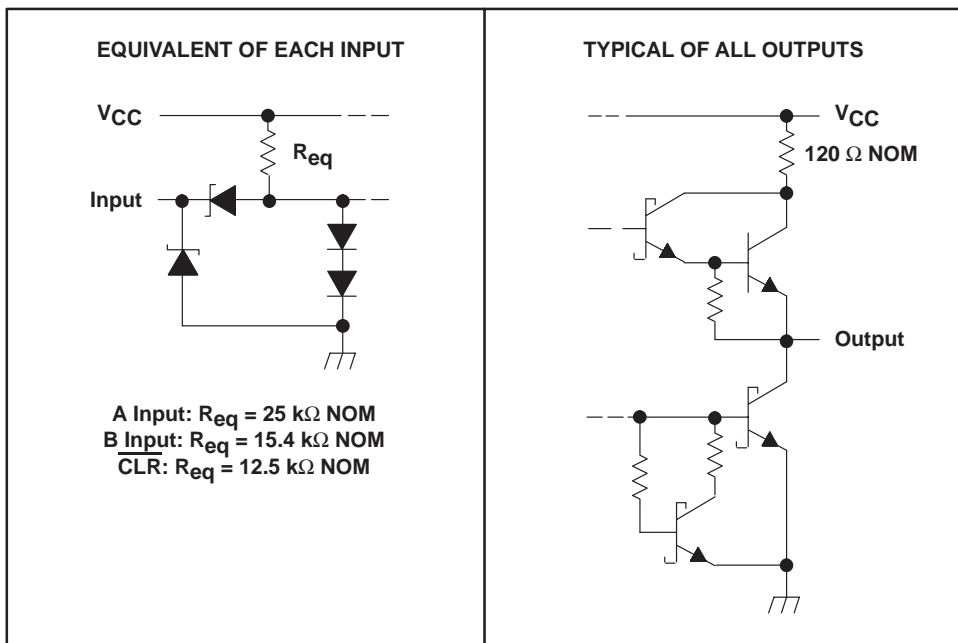 EQUIVALENT OF EACH INPUT
VCC
Req
Input
A Input: Req = 25 kΩ NOM
B Input: Req = 15.4 kΩ NOM
C̅L̅R̅: Req = 12.5 kΩ NOM
TYPICAL OF ALL OUTPUTS
VCC
120 Ω NOM
Output